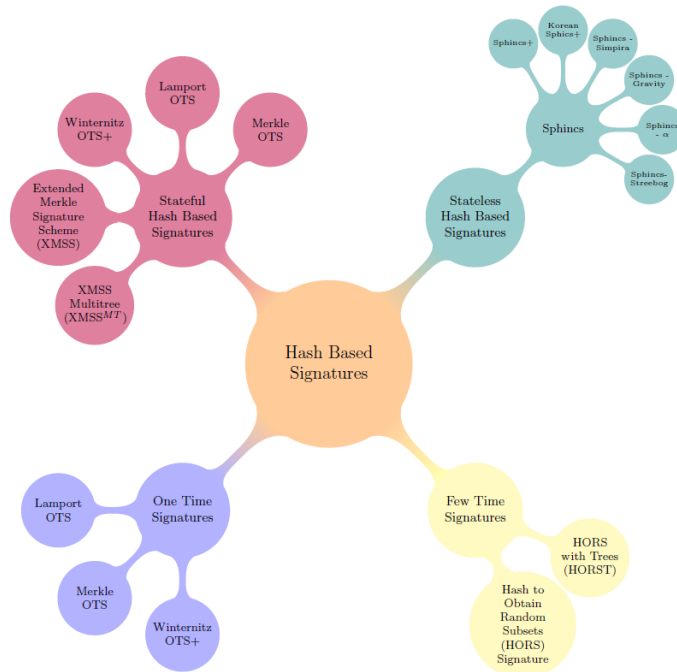 Hash Based
Signatures
Stateful
Hash Based
Signatures
Merkle
OTS
Lamport
OTS
Winternitz
OTS+
Extended
Merkle
Signature
Scheme
(XMSS)
XMSS
Multitree
(XMSS^MT)
Stateless
Hash Based
Signatures
Sphincs
Sphincs+
Korean
Sphics+
Sphincs -
Simpira
Sphincs -
Gravity
Sphincs
- α
Sphincs-
Streebog
One Time
Signatures
Lamport
OTS
Merkle
OTS
Winternitz
OTS+
Few Time
Signatures
HORS
with Trees
(HORST)
Hash to
Obtain
Random
Subsets
(HORS)
Signature